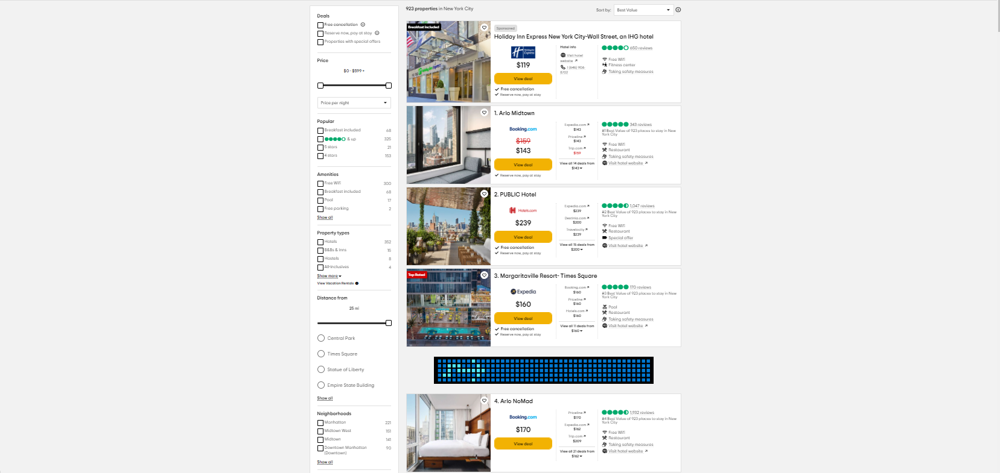 Deals
Free cancellation
Reserve now, pay at stay
Properties with special offers
Price
$0 - $599 +
Price per night
Popular
Breakfast included 68
& up 325
5 stars 21
4 stars 153
Amenities
Free Wifi 300
Breakfast included 68
Pool 17
Free parking 2
Show all
Property types
Hotels 352
B&Bs & Inns 15
Hostels 8
All-inclusives 4
Show more
View Vacation Rentals
Distance from
25 mi
Central Park
Times Square
Statue of Liberty
Empire State Building
Show all
Neighborhoods
Manhattan 221
Midtown West 151
Midtown 141
Downtown Manhattan
(Downtown) 90
Show all
923 properties in New York City
Sort by: Best Value
Breakfast included
Sponsored
Holiday Inn Express New York City-Wall Street, an IHG hotel
Holiday Inn
Express
$119
View deal
Free cancellation
Reserve now, pay at stay
Hotel info
Visit hotel
website
1 (646) 906-
8702
650 reviews
Free Wifi
Fitness center
Taking safety measures
1. Arlo Midtown
Booking.com
$159
$143
View deal
Reserve now, pay at stay
Expedia.com
$143
Priceline
$143
Trip.com
$159
View all 14 deals from
$143
343 reviews
#1 Best Value of 923 places to stay in New
York City
Free Wifi
Restaurant
Taking safety measures
Visit hotel website
2. PUBLIC Hotel
Hotels.com
$239
View deal
Free cancellation
Reserve now, pay at stay
Expedia.com
$239
Destinia.com
$200
Travelocity
$239
View all 15 deals from
$200
1,047 reviews
#2 Best Value of 923 places to stay in New
York City
Free Wifi
Restaurant
Special offer
Visit hotel website
Top Rated
3. Margaritaville Resort- Times Square
Expedia
$160
View deal
Free cancellation
Reserve now, pay at stay
Booking.com
$160
Priceline
$160
Hotels.com
$160
View all 11 deals from
$160
170 reviews
#3 Best Value of 923 places to stay in New
York City
Pool
Restaurant
Taking safety measures
Visit hotel website
4. Arlo NoMad
Booking.com
$170
View deal
Priceline
$170
Expedia.com
$162
Trip.com
$209
View all 21 deals from
$162
1,932 reviews
#4 Best Value of 923 places to stay in New
York City
Free Wifi
Restaurant
Taking safety measures
Visit hotel website